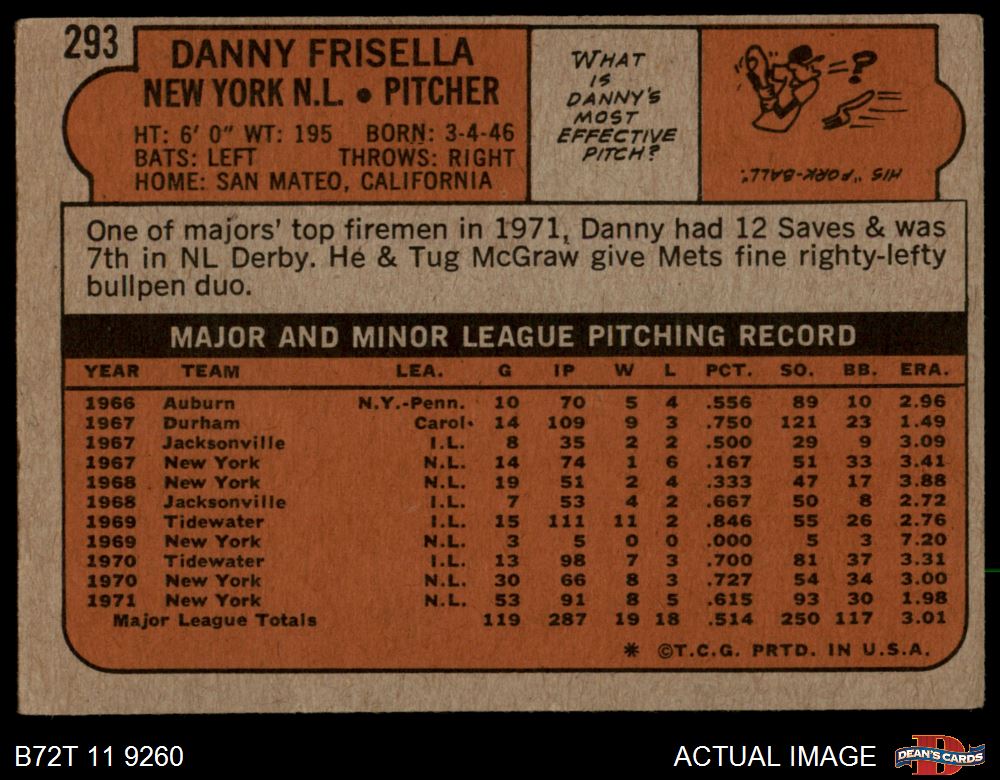 293
DANNY FRISELLA
NEW YORK N.L. • PITCHER
HT: 6' 0" WT: 195 BORN: 3-4-46
BATS: LEFT THROWS: RIGHT
HOME: SAN MATEO, CALIFORNIA
WHAT
IS
DANNY'S
MOST
EFFECTIVE
PITCH?
=?
HIS "FORK-BALL".
One of majors' top firemen in 1971, Danny had 12 Saves & was
7th in NL Derby. He & Tug McGraw give Mets fine righty-lefty
bullpen duo.
MAJOR AND MINOR LEAGUE PITCHING RECORD
YEAR TEAM LEA. G IP W L PCT. SO. BB. ERA.
1966 Auburn N.Y.-Penn. 10 70 5 4 .556 89 10 2.96
1967 Durham Carol. 14 109 9 3 .750 121 23 1.49
1967 Jacksonville I.L. 8 35 2 2 .500 29 9 3.09
1967 New York N.L. 14 74 1 6 .167 51 33 3.41
1968 New York N.L. 19 51 2 4 .333 47 17 3.88
1968 Jacksonville I.L. 7 53 4 2 .667 50 8 2.72
1969 Tidewater I.L. 15 111 11 2 .846 55 26 2.76
1969 New York N.L. 3 5 0 0 .000 5 3 7.20
1970 Tidewater I.L. 13 98 7 3 .700 81 37 3.31
1970 New York N.L. 30 66 8 3 .727 54 34 3.00
1971 New York N.L. 53 91 8 5 .615 93 30 1.98
Major League Totals 119 287 19 18 .514 250 117 3.01
* ©T.C.G. PRTD. IN U.S.A.
B72T 11 9260
ACTUAL IMAGE
D
DEAN'S CARDS